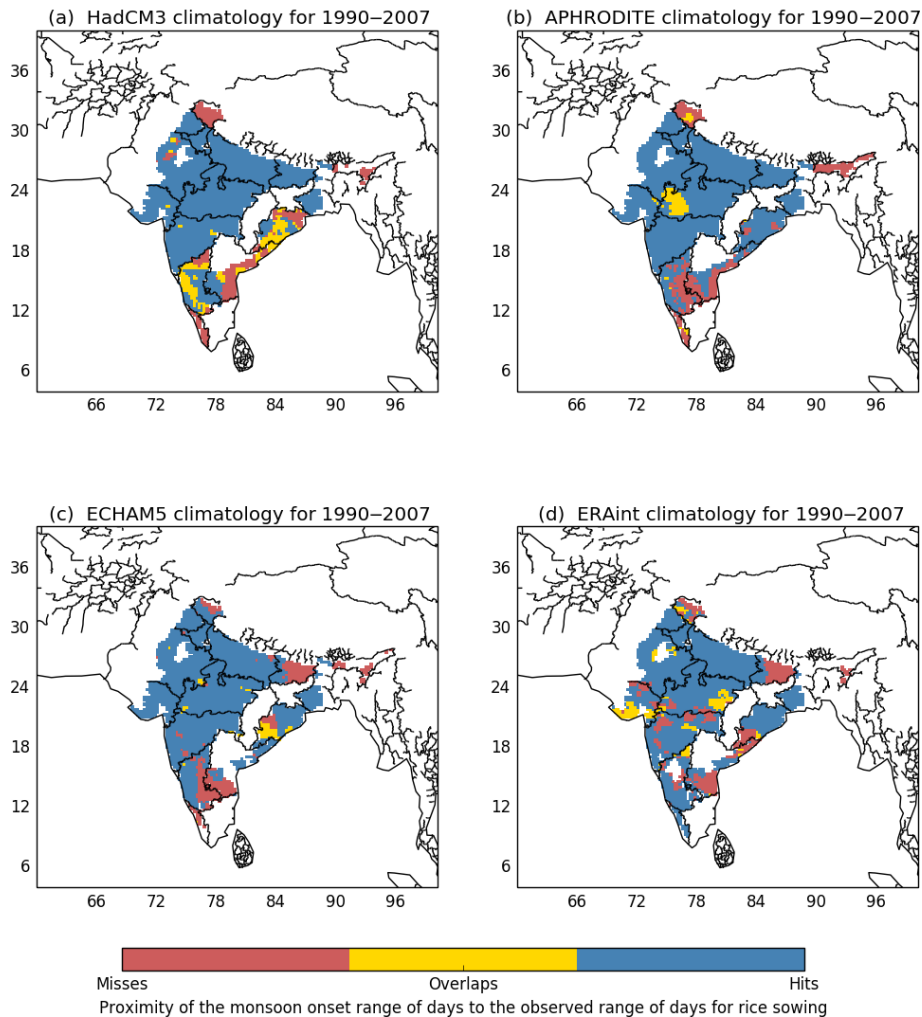 (a) HadCM3 climatology for 1990−2007
(b) APHRODITE climatology for 1990−2007
36
30
24
18
12
6
66 72 78 84 90 96
36
30
24
18
12
6
66 72 78 84 90 96
(c) ECHAM5 climatology for 1990−2007
(d) ERAint climatology for 1990−2007
36
30
24
18
12
6
66 72 78 84 90 96
36
30
24
18
12
6
66 72 78 84 90 96
Misses Overlaps Hits
Proximity of the monsoon onset range of days to the observed range of days for rice sowing